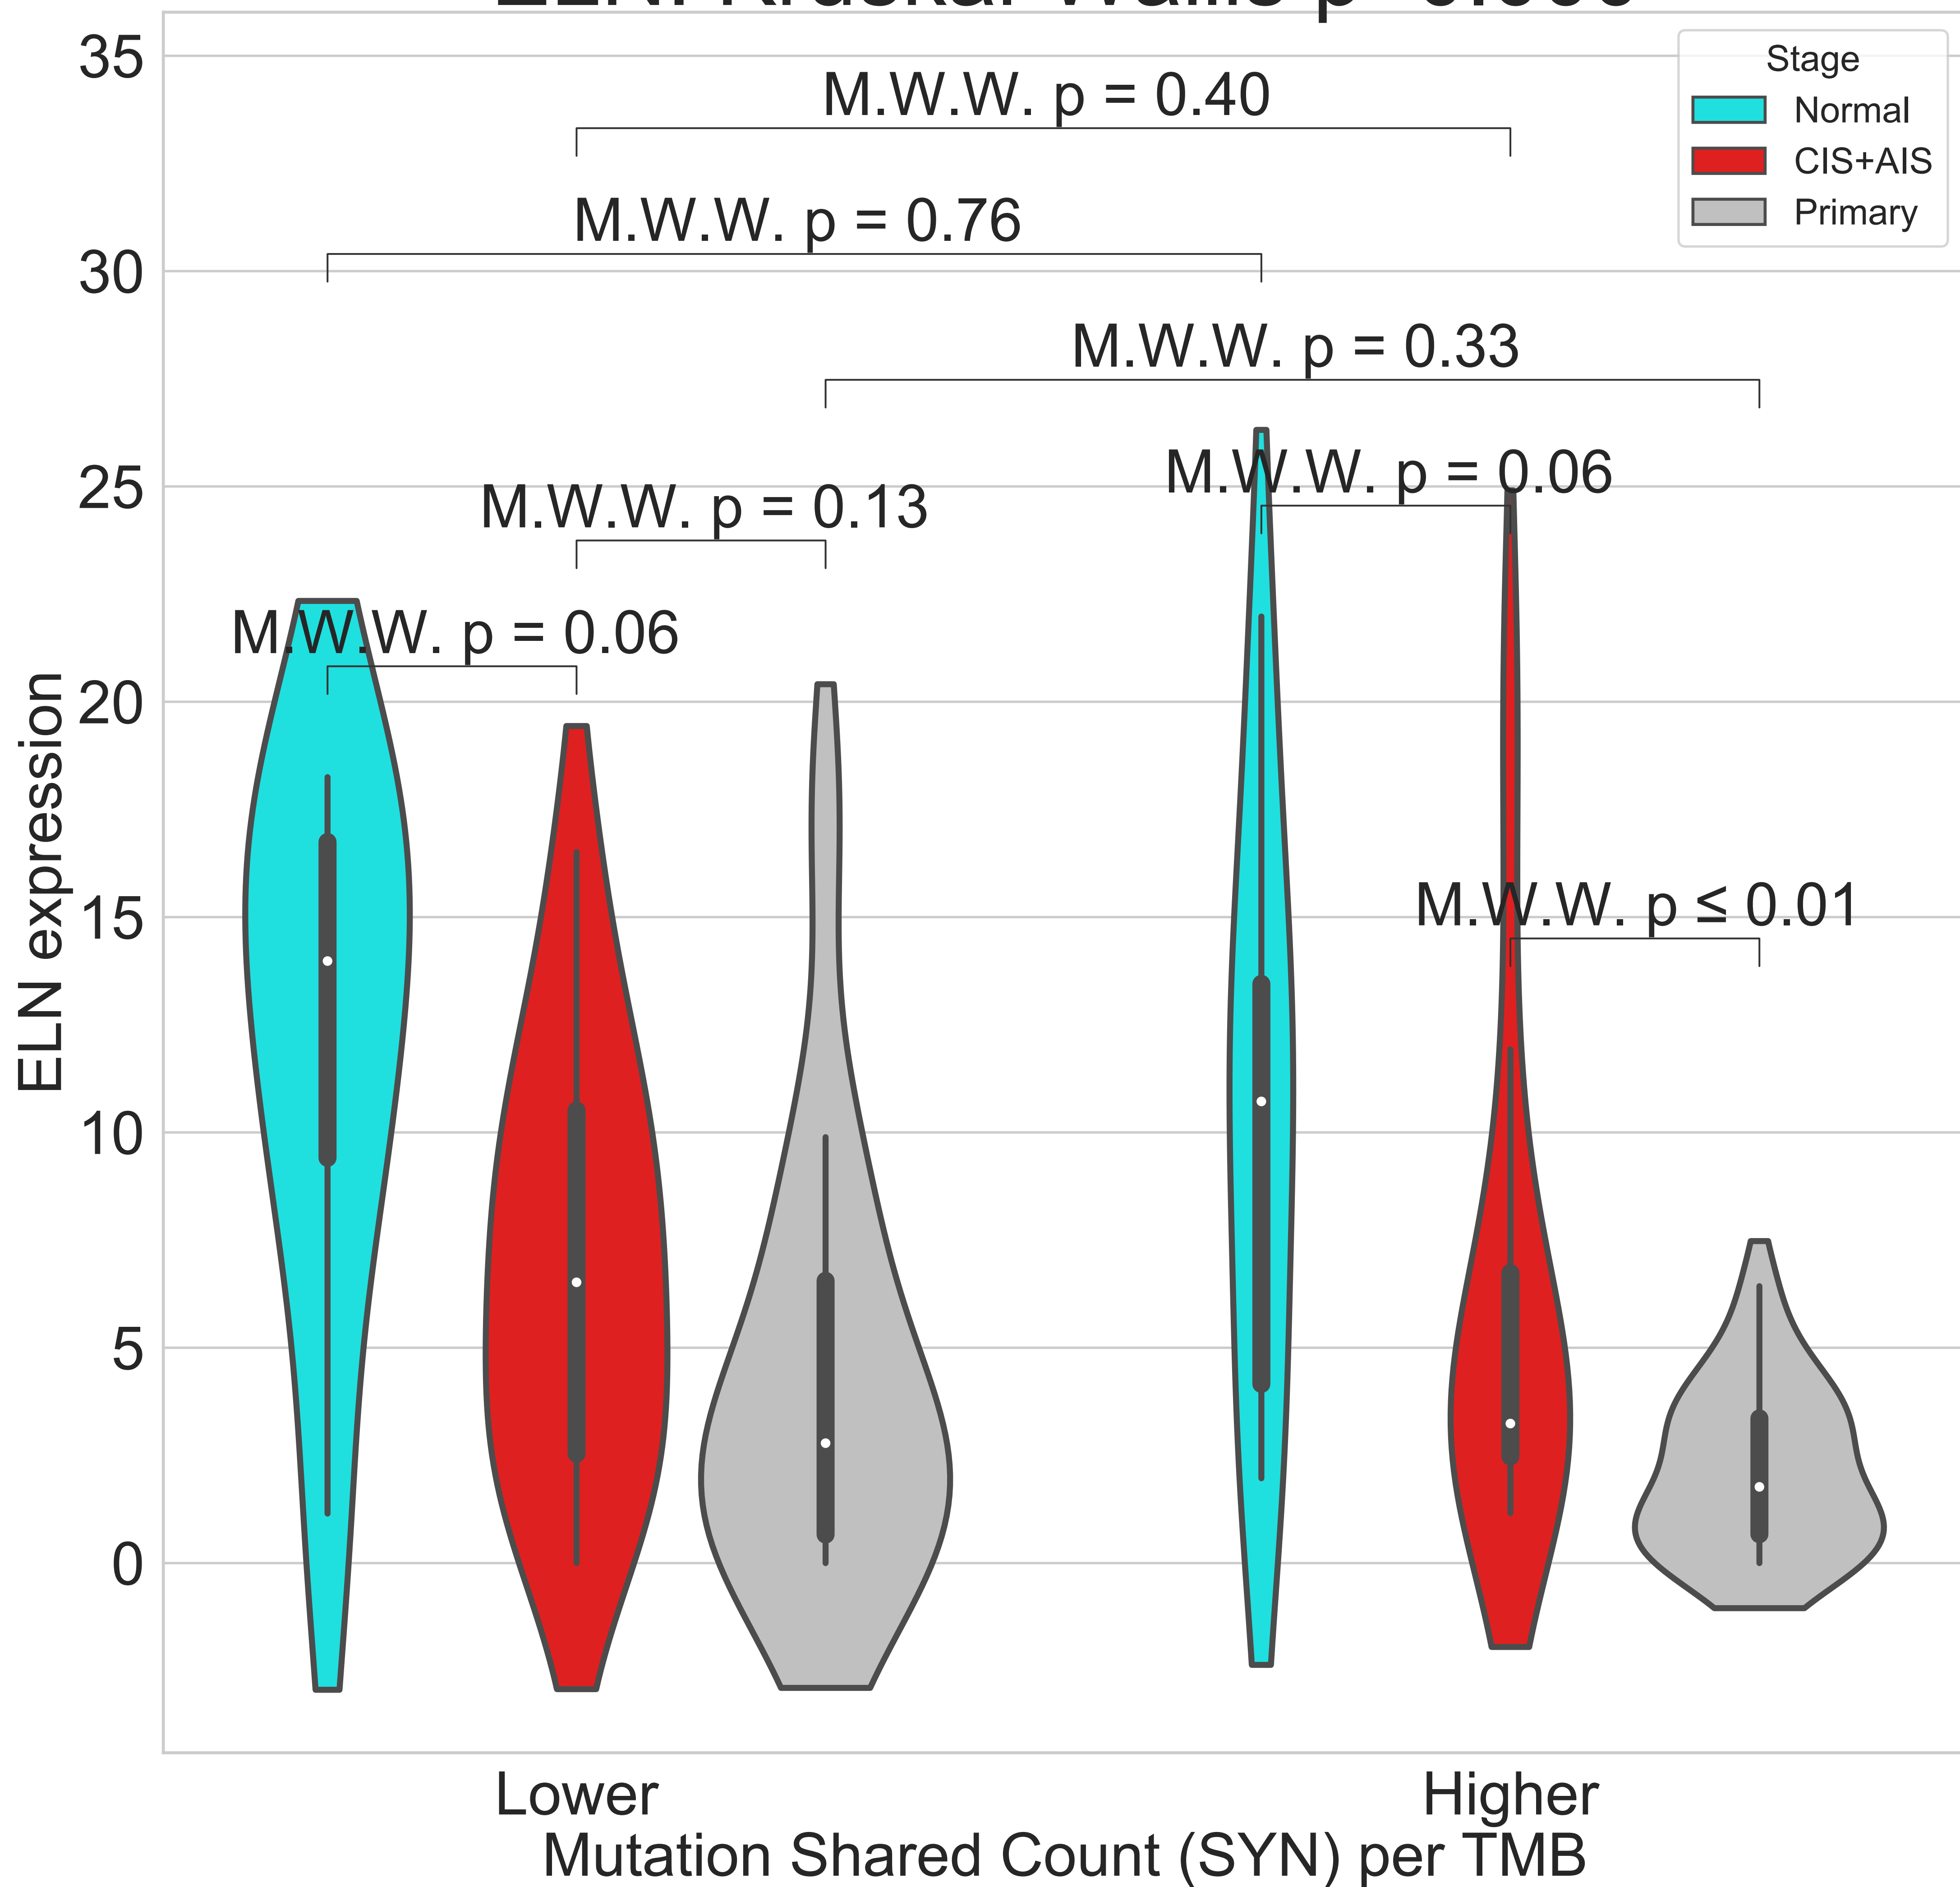 35
M.W.W. p = 0.40
Stage
Normal
CIS+AIS
Primary
M.W.W. p = 0.76
30
M.W.W. p = 0.33
M.W.W. p = 0.06
25
M.W.W. p = 0.13
M.W.W. p = 0.06
20
M.W.W. p ≤ 0.01
15
ELN expression
10
5
0
Lower
Higher
Mutation Shared Count (SYN) per TMB